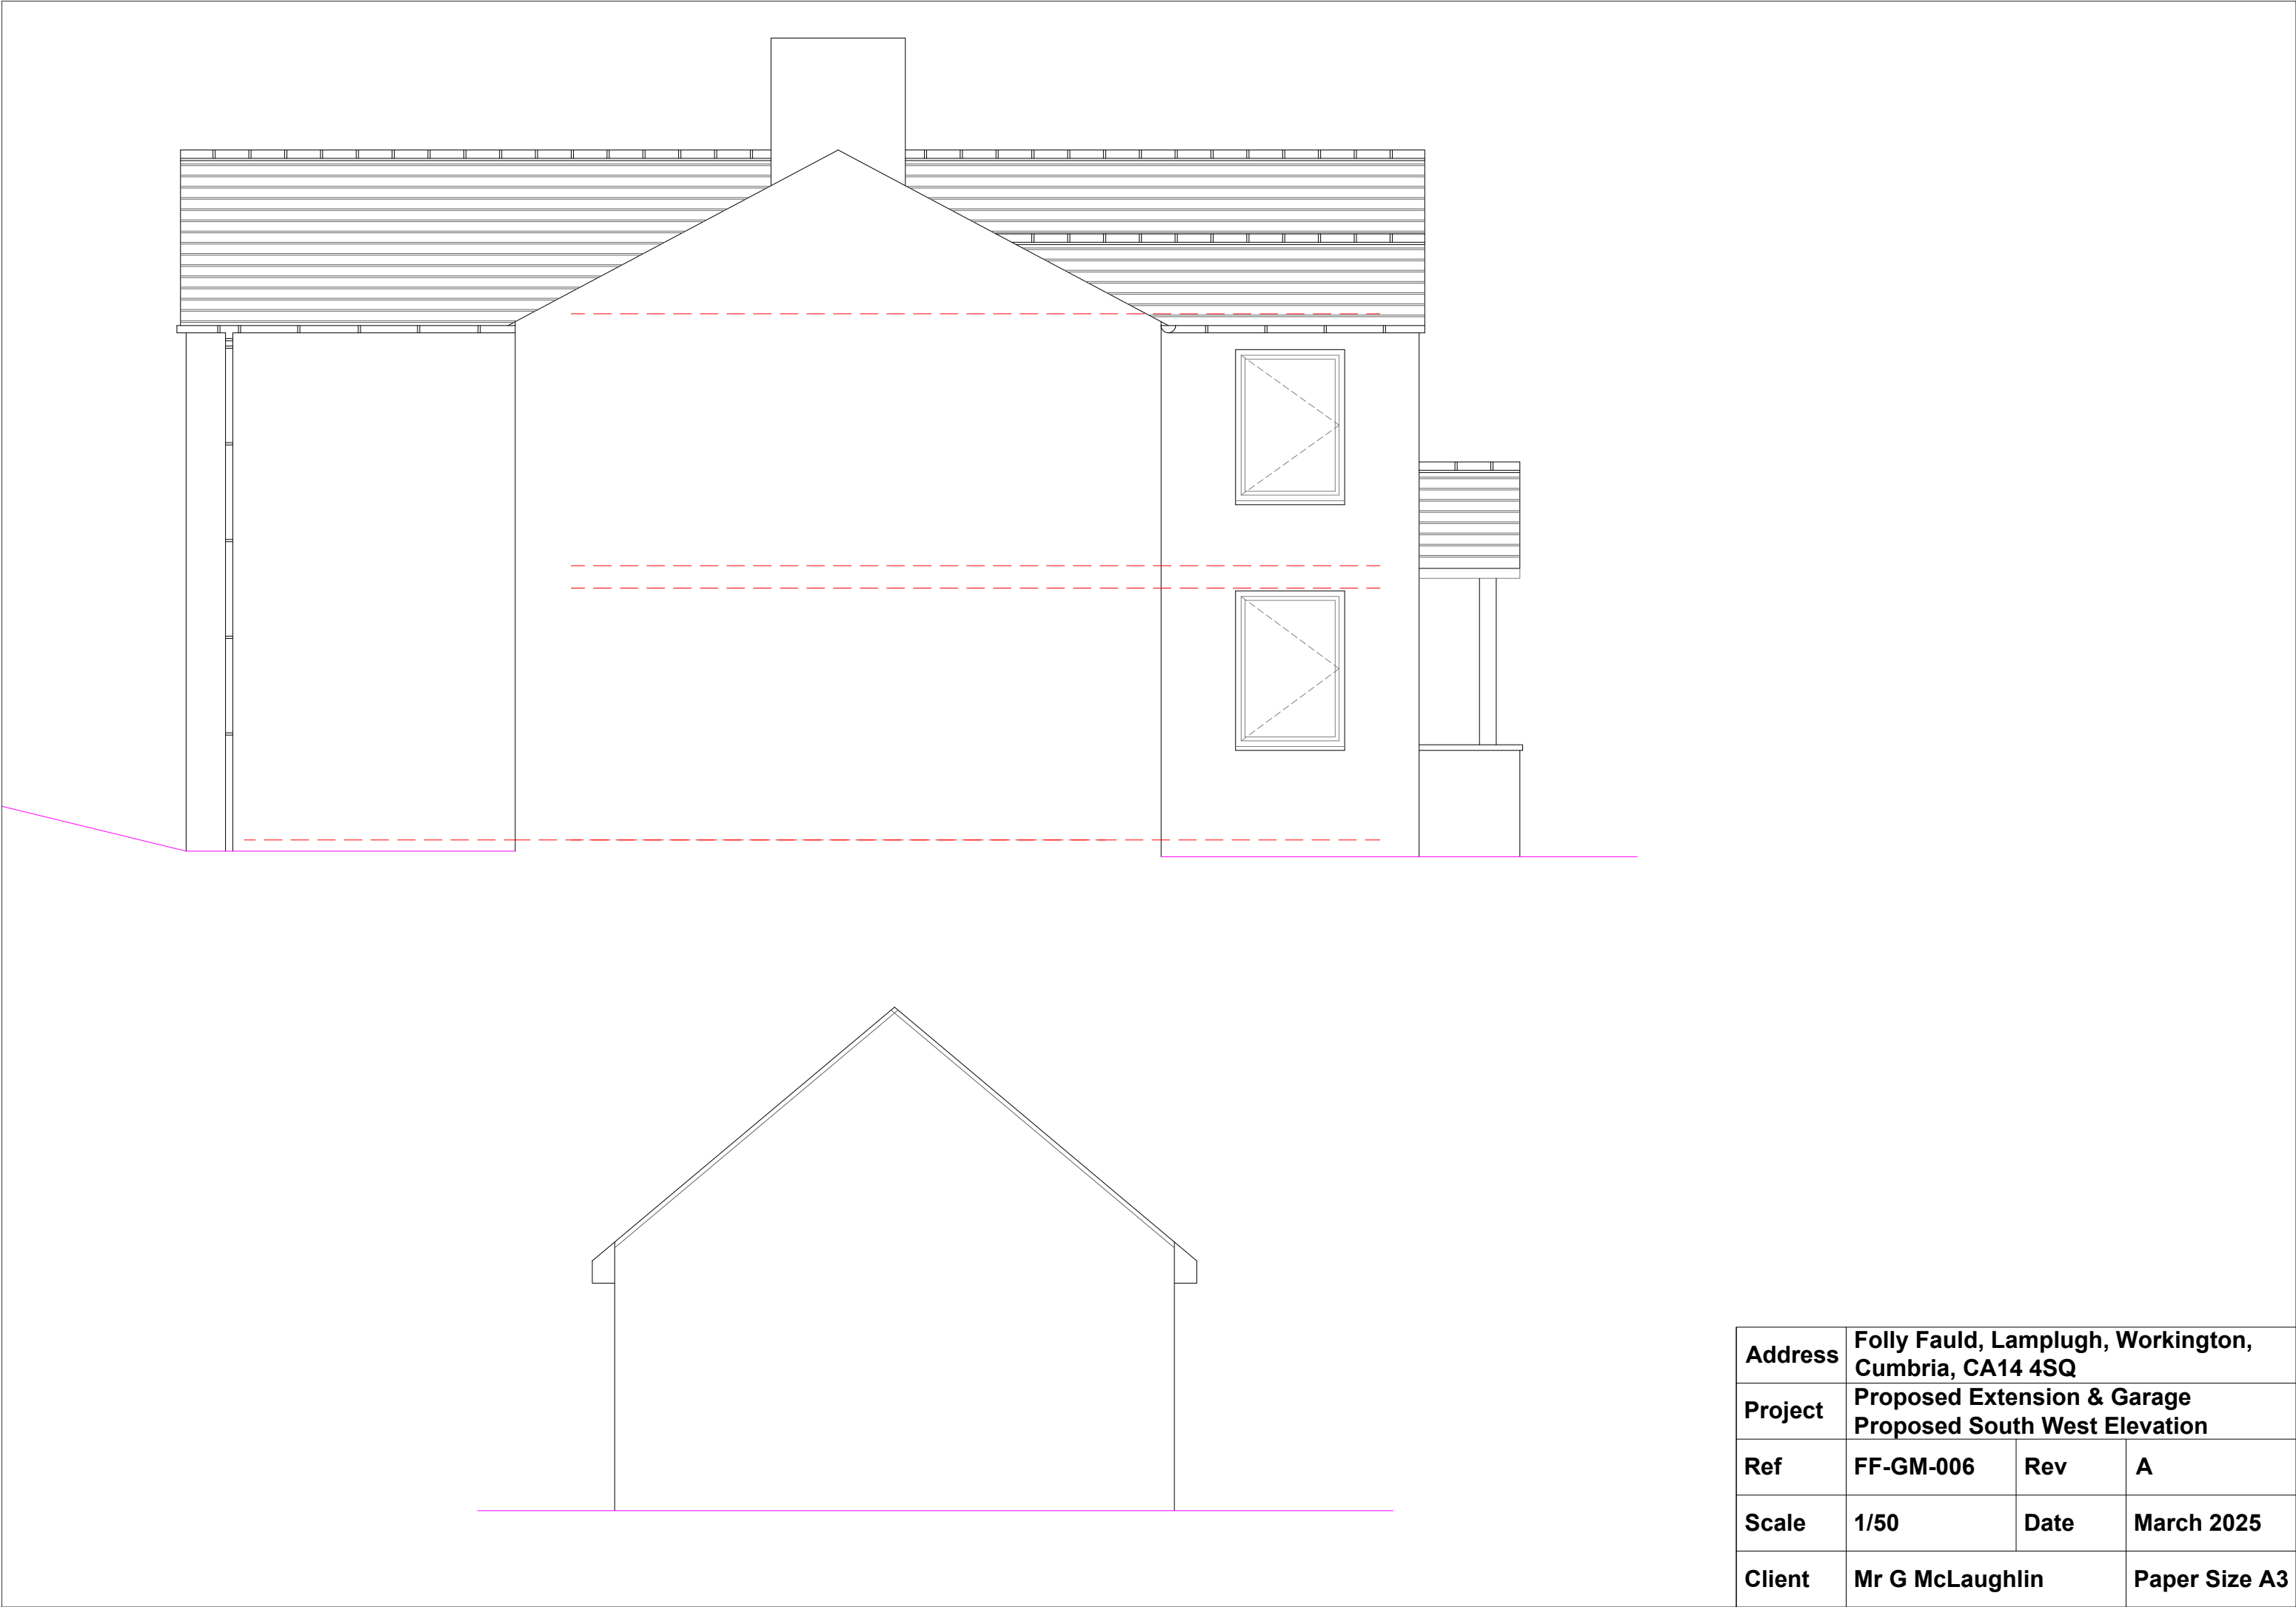 Address
Folly Fauld, Lamplugh, Workington,
Cumbria, CA14 4SQ
Project
Proposed Extension & Garage
Proposed South West Elevation
Ref FF-GM-006 Rev A
Scale 1/50 Date March 2025
Client Mr G McLaughlin Paper Size A3